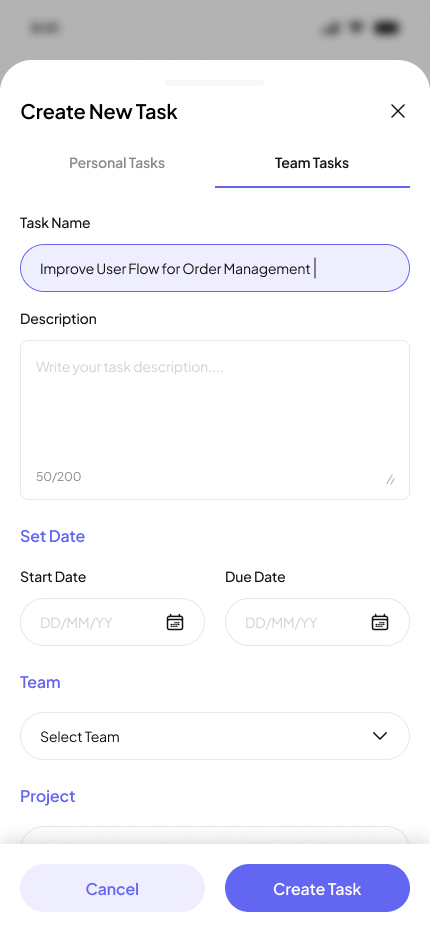 Create New Task
Personal Tasks
Team Tasks
Task Name
Improve User Flow for Order Management
Description
Write your task description....
50/200
Set Date
Start Date
Due Date
DD/MM/YY
DD/MM/YY
Team
Select Team
Project
Cancel
Create Task